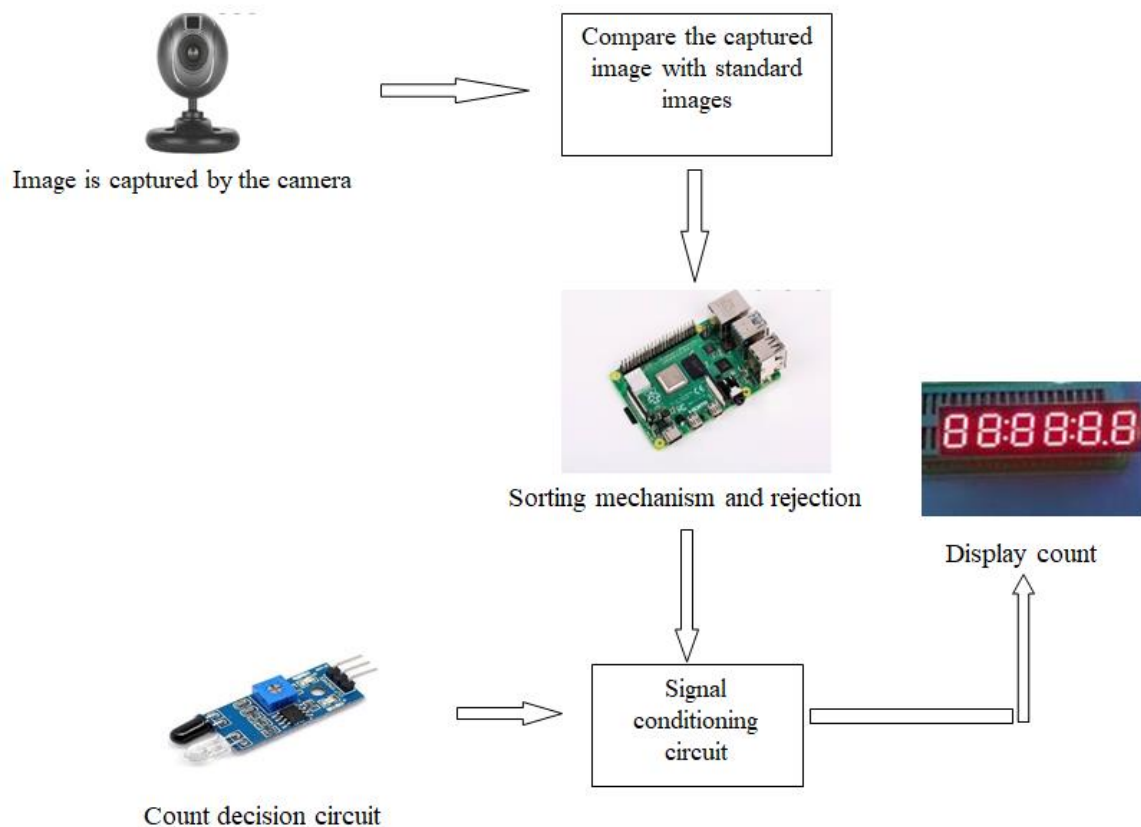 Compare the captured
image with standard
images
Image is captured by the camera
Sorting mechanism and rejection
88:88:8.8
Display count
Signal
conditioning
circuit
Count decision circuit